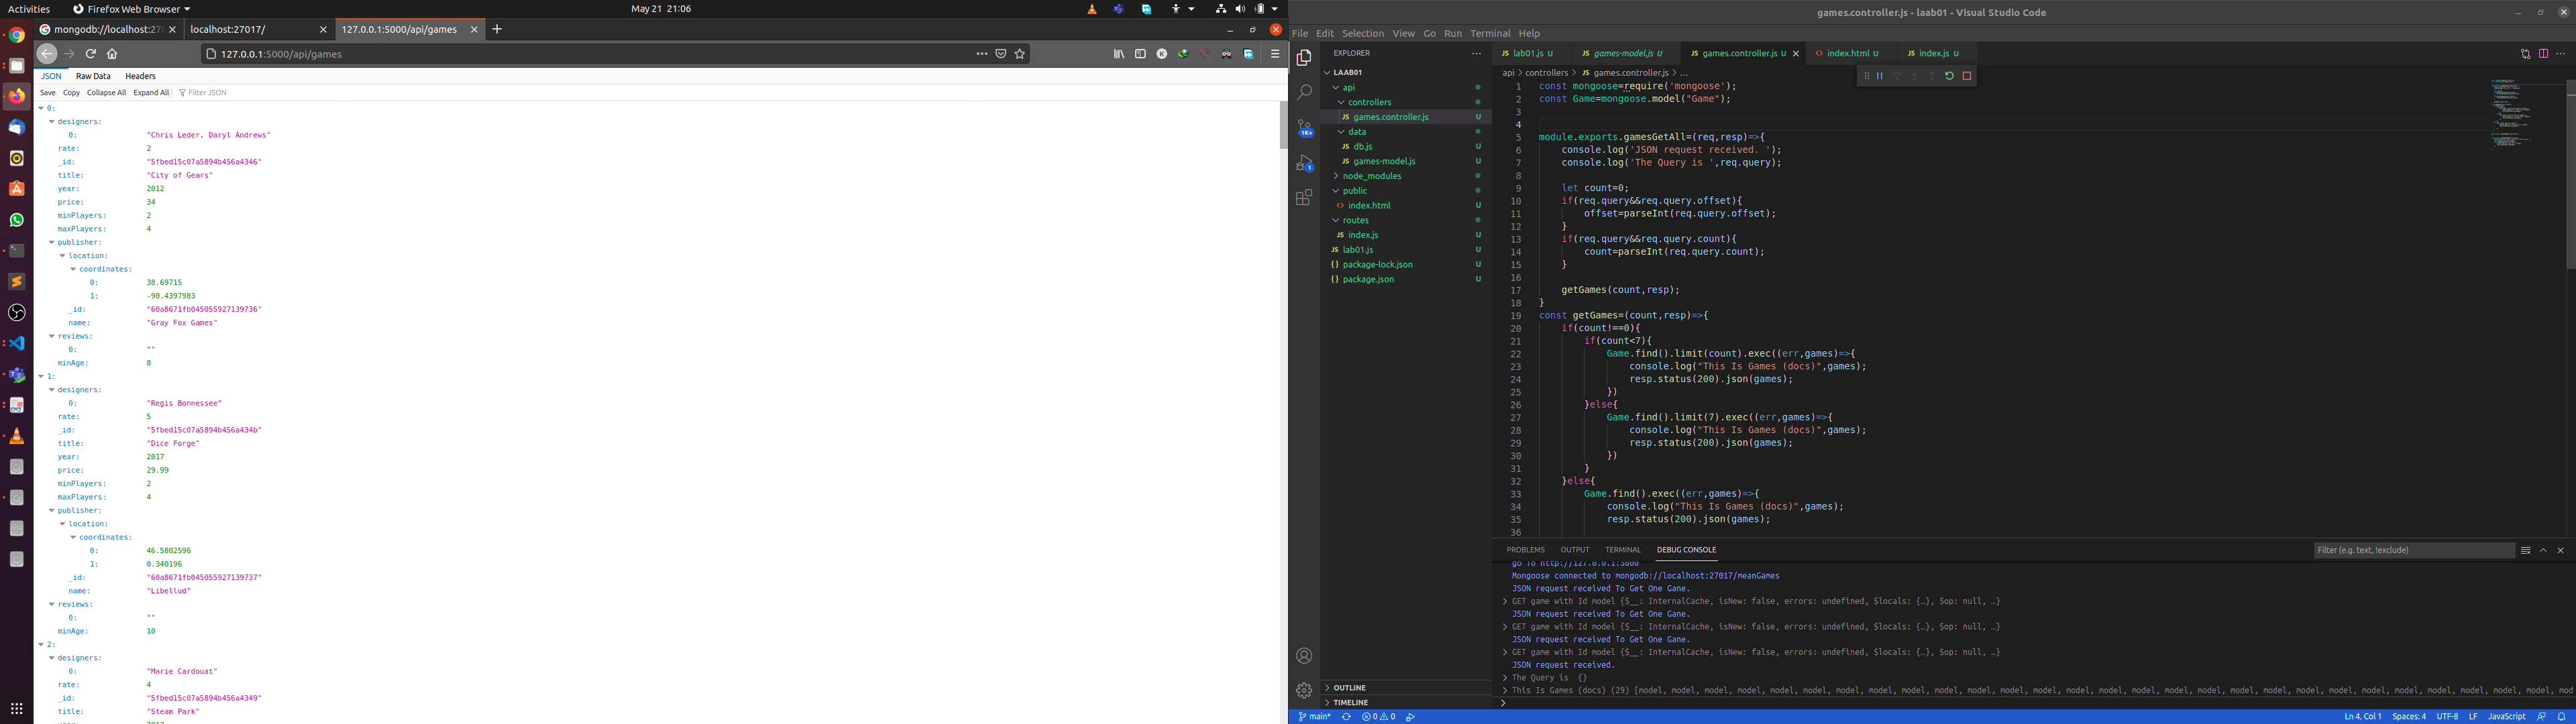 Activities
Firefox Web Browser
May 21 21:06
mongodb://localhost:270
localhost:27017/
127.0.0.1:5000/api/games
127.0.0.1:5000/api/games
JSON
Raw Data
Headers
Save
Copy
Collapse All
Expand All
Filter JSON
0:
designers:
0: "Chris Leder, Daryl Andrews"
rate: 2
_id: "5fbed15c07a5894b456a4346"
title: "City of Gears"
year: 2012
price: 34
minPlayers: 2
maxPlayers: 4
publisher:
location:
coordinates:
0: 38.69715
1: -90.4397983
_id: "60a8671fb045055927139736"
name: "Gray Fox Games"
reviews:
0: ""
minAge: 8
1:
designers:
0: "Regis Bonnessee"
rate: 5
_id: "5fbed15c07a5894b456a434b"
title: "Dice Forge"
year: 2017
price: 29.99
minPlayers: 2
maxPlayers: 4
publisher:
location:
coordinates:
0: 46.5802596
1: 0.340196
_id: "60a8671fb045055927139737"
name: "Libellud"
reviews:
0: ""
minAge: 10
2:
designers:
0: "Marie Cardouat"
rate: 4
_id: "5fbed15c07a5894b456a4349"
title: "Steam Park"
games.controller.js - laab01 - Visual Studio Code
File Edit Selection View Go Run Terminal Help
EXPLORER
LAAB01
api
controllers
games.controller.js U
data
db.js U
games-model.js U
node_modules
public
index.html U
routes
index.js U
lab01.js U
package-lock.json U
package.json U
OUTLINE
TIMELINE
lab01.js U
games-model.js U
games.controller.js U
index.html U
index.js U
api > controllers > games.controller.js > ...
1 const mongoose=require('mongoose');
2 const Game=mongoose.model("Game");
3
4
5 module.exports.gamesGetAll=(req,resp)=>{
6 console.log('JSON request received. ');
7 console.log('The Query is ',req.query);
8
9 let count=0;
10 if(req.query&&req.query.offset){
11 offset=parseInt(req.query.offset);
12 }
13 if(req.query&&req.query.count){
14 count=parseInt(req.query.count);
15 }
16
17 getGames(count,resp);
18 }
19 const getGames=(count,resp)=>{
20 if(count!==0){
21 if(count<7){
22 Game.find().limit(count).exec((err,games)=>{
23 console.log("This Is Games (docs)",games);
24 resp.status(200).json(games);
25 })
26 }else{
27 Game.find().limit(7).exec((err,games)=>{
28 console.log("This Is Games (docs)",games);
29 resp.status(200).json(games);
30 })
31 }
32 }else{
33 Game.find().exec((err,games)=>{
34 console.log("This Is Games (docs)",games);
35 resp.status(200).json(games);
36
PROBLEMS OUTPUT TERMINAL DEBUG CONSOLE
Filter (e.g. text, !exclude)
go To http://127.0.0.1:5000
Mongoose connected to mongodb://localhost:27017/meanGames
JSON request received To Get One Gane.
GET game with Id model {$__: InternalCache, isNew: false, errors: undefined, $locals: {…}, $op: null, …}
JSON request received To Get One Gane.
GET game with Id model {$__: InternalCache, isNew: false, errors: undefined, $locals: {…}, $op: null, …}
JSON request received To Get One Gane.
GET game with Id model {$__: InternalCache, isNew: false, errors: undefined, $locals: {…}, $op: null, …}
JSON request received.
The Query is {}
This Is Games (docs) (29) [model, model, model, model, model, model, model, model, model, model, model, model, model, model, model, model, model, model, model, model, model, model, model, model, model, model, model, model, mod
main*
0 0
Ln 4, Col 1
Spaces: 4
UTF-8
LF
JavaScript